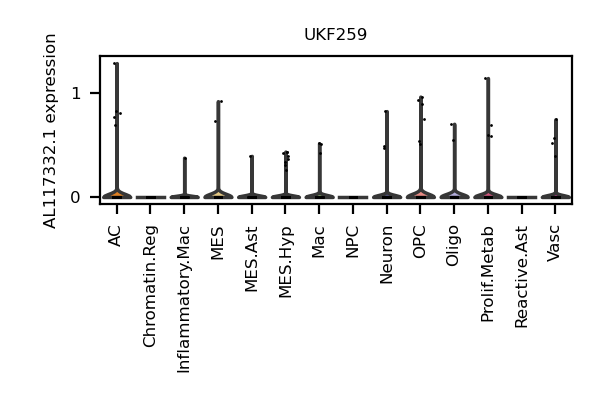 UKF259
AL117332.1 expression
1
0
AC
Chromatin.Reg
Inflammatory.Mac
MES
MES.Ast
MES.Hyp
Mac
NPC
Neuron
OPC
Oligo
Prolif.Metab
Reactive.Ast
Vasc